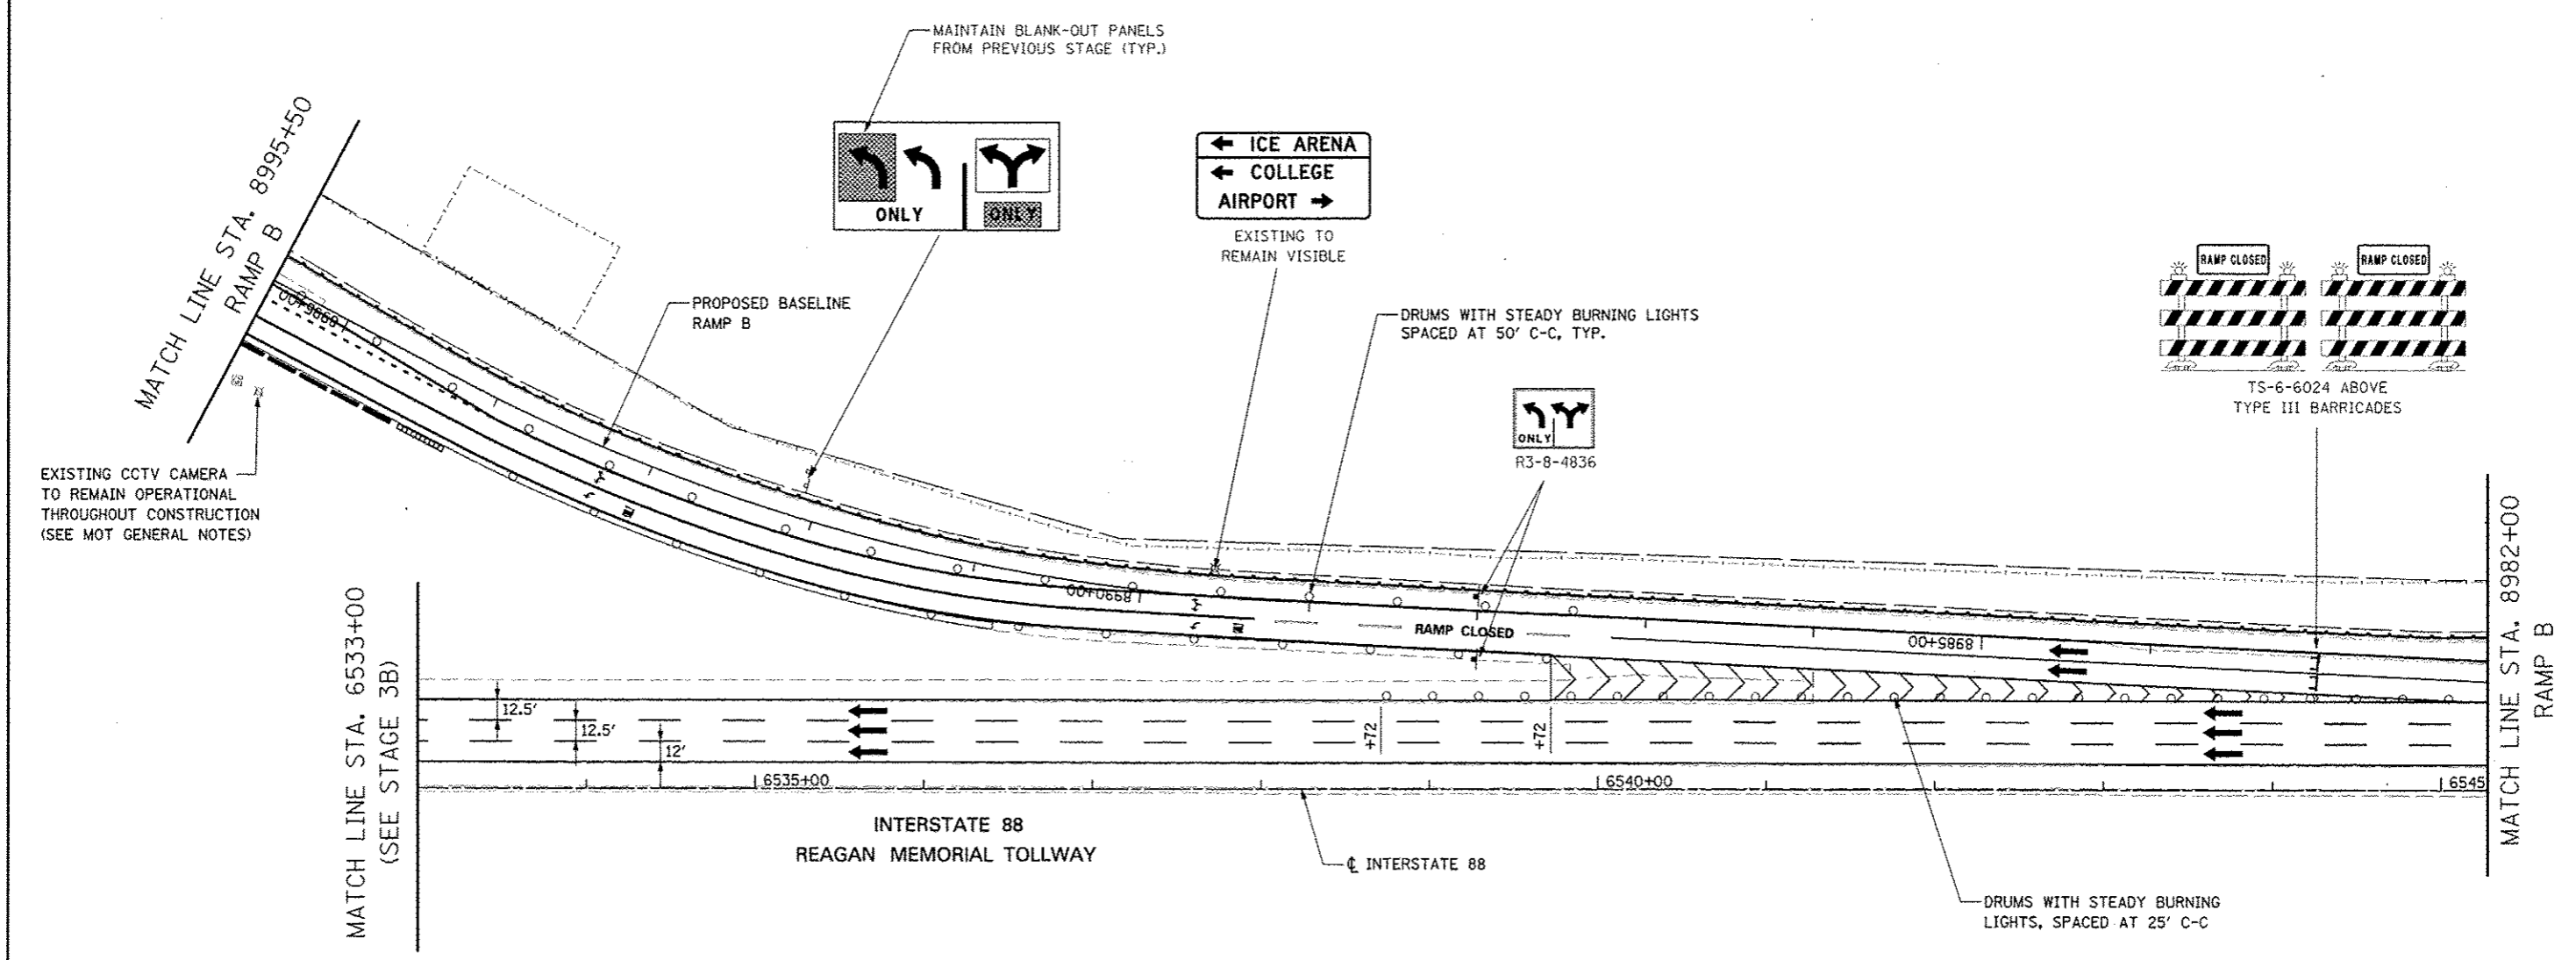 MAINTAIN BLANK-OUT PANELS
FROM PREVIOUS STAGE (TYP.)
MATCH LINE STA. 8995+50
RAMP B
ONLY
ONLY
← ICE ARENA
← COLLEGE
AIRPORT →
EXISTING TO
REMAIN VISIBLE
RAMP CLOSED
RAMP CLOSED
TS-6-6024 ABOVE
TYPE III BARRICADES
8995+00
PROPOSED BASELINE
RAMP B
DRUMS WITH STEADY BURNING LIGHTS
SPACED AT 50' C-C, TYP.
ONLY
R3-8-4836
EXISTING CCTV CAMERA
TO REMAIN OPERATIONAL
THROUGHOUT CONSTRUCTION
(SEE MOT GENERAL NOTES)
8990+00
RAMP CLOSED
8985+00
MATCH LINE STA. 8982+00
RAMP B
MATCH LINE STA. 6533+00
(SEE STAGE 3B)
12.5'
12.5'
12'
+72
+72
6535+00
6540+00
6545
INTERSTATE 88
REAGAN MEMORIAL TOLLWAY
℄ INTERSTATE 88
DRUMS WITH STEADY BURNING
LIGHTS, SPACED AT 25' C-C